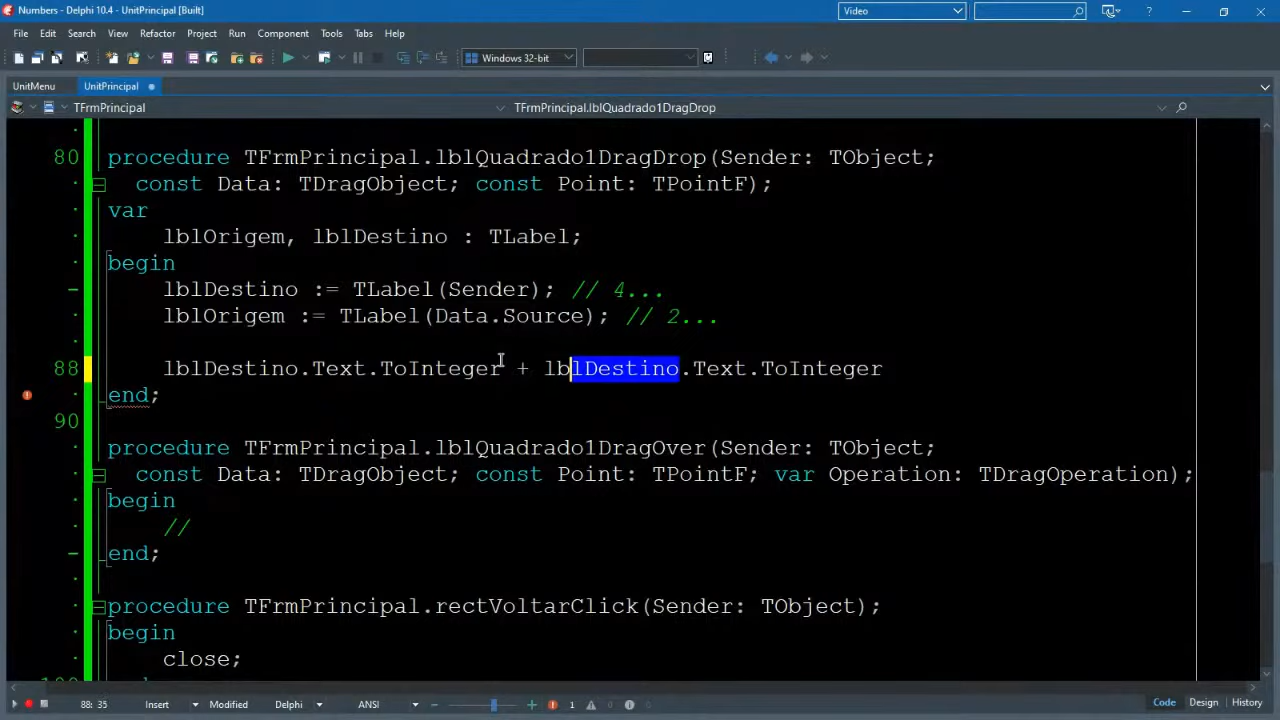 Numbers - Delphi 10.4 - UnitPrincipal [Built]
Video
?
File Edit Search View Refactor Project Run Component Tools Tabs Help
Windows 32-bit
UnitMenu UnitPrincipal
TFrmPrincipal TFrmPrincipal.lblQuadrado1DragDrop
80 procedure TFrmPrincipal.lblQuadrado1DragDrop(Sender: TObject;
const Data: TDragObject; const Point: TPointF);
var
lblOrigem, lblDestino : TLabel;
begin
lblDestino := TLabel(Sender); // 4...
lblOrigem := TLabel(Data.Source); // 2...
88 lblDestino.Text.ToInteger + lblDestino.Text.ToInteger
end;
90
procedure TFrmPrincipal.lblQuadrado1DragOver(Sender: TObject;
const Data: TDragObject; const Point: TPointF; var Operation: TDragOperation);
begin
//
end;
procedure TFrmPrincipal.rectVoltarClick(Sender: TObject);
begin
close;
88: 35 Insert Modified Delphi ANSI 1 0 Code Design History